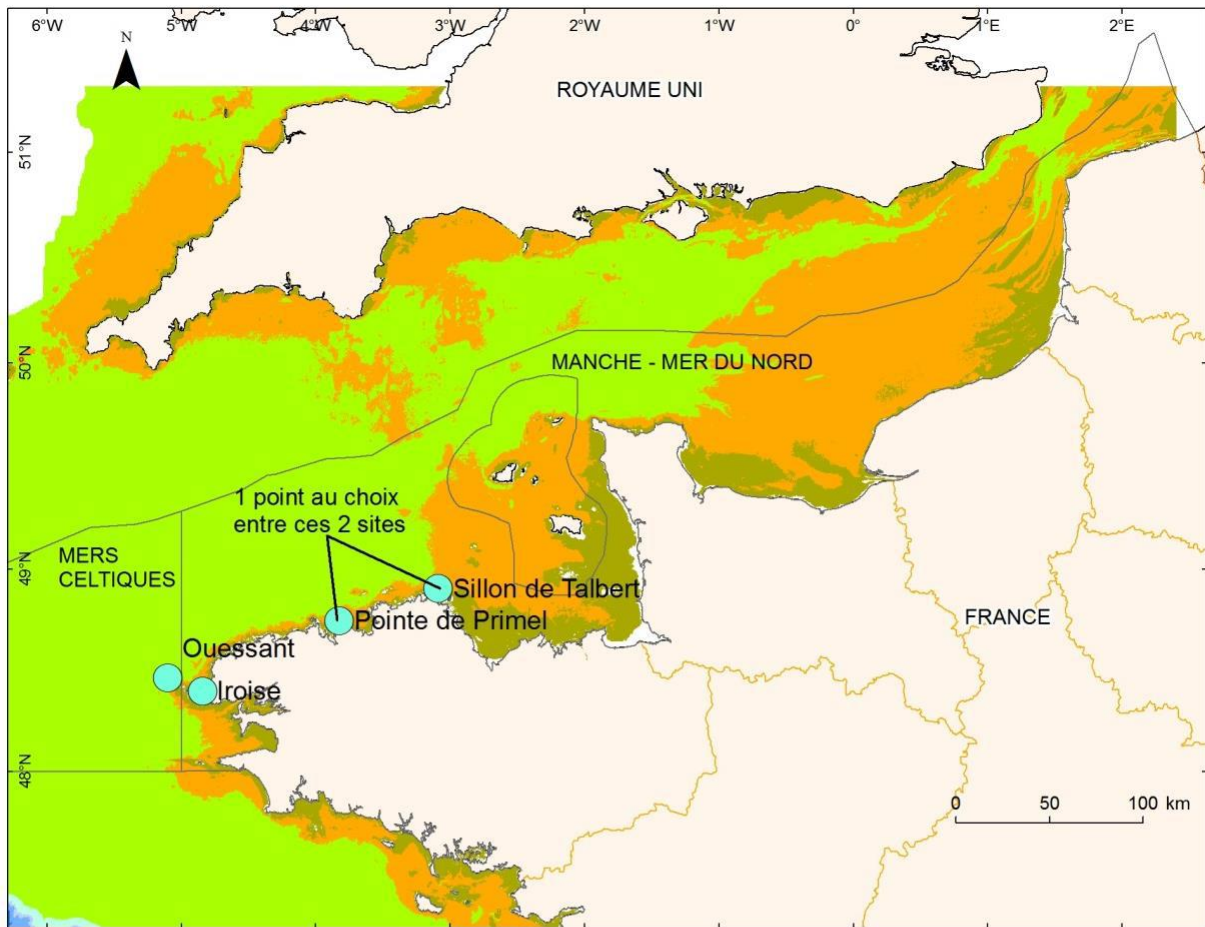 6°W
5°W
4°W
3°W
2°W
1°W
0°
1°E
2°E
N
ROYAUME UNI
51°N
50°N
MANCHE - MER DU NORD
1 point au choix
entre ces 2 sites
49°N
MERS
CELTIQUES
Sillon de Talbert
Pointe de Primel
FRANCE
Ouessant
Iroise
48°N
0 50 100 km